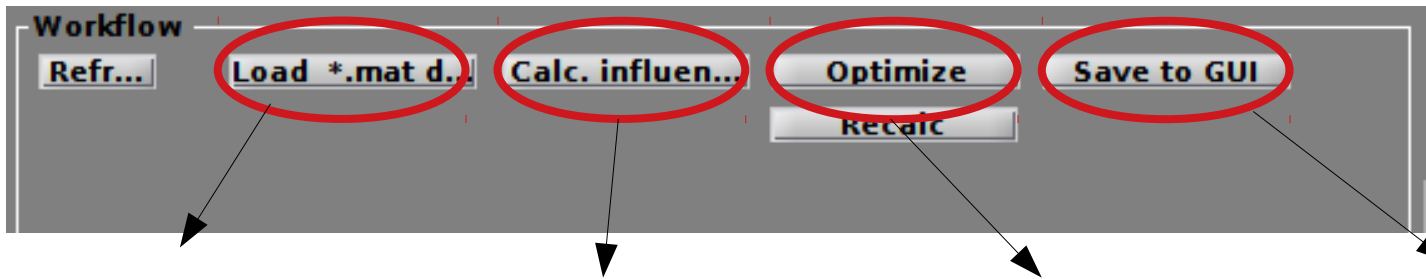 Workflow
Refr... Load *.mat d... Calc. influen... Optimize Save to GUI
Recalc